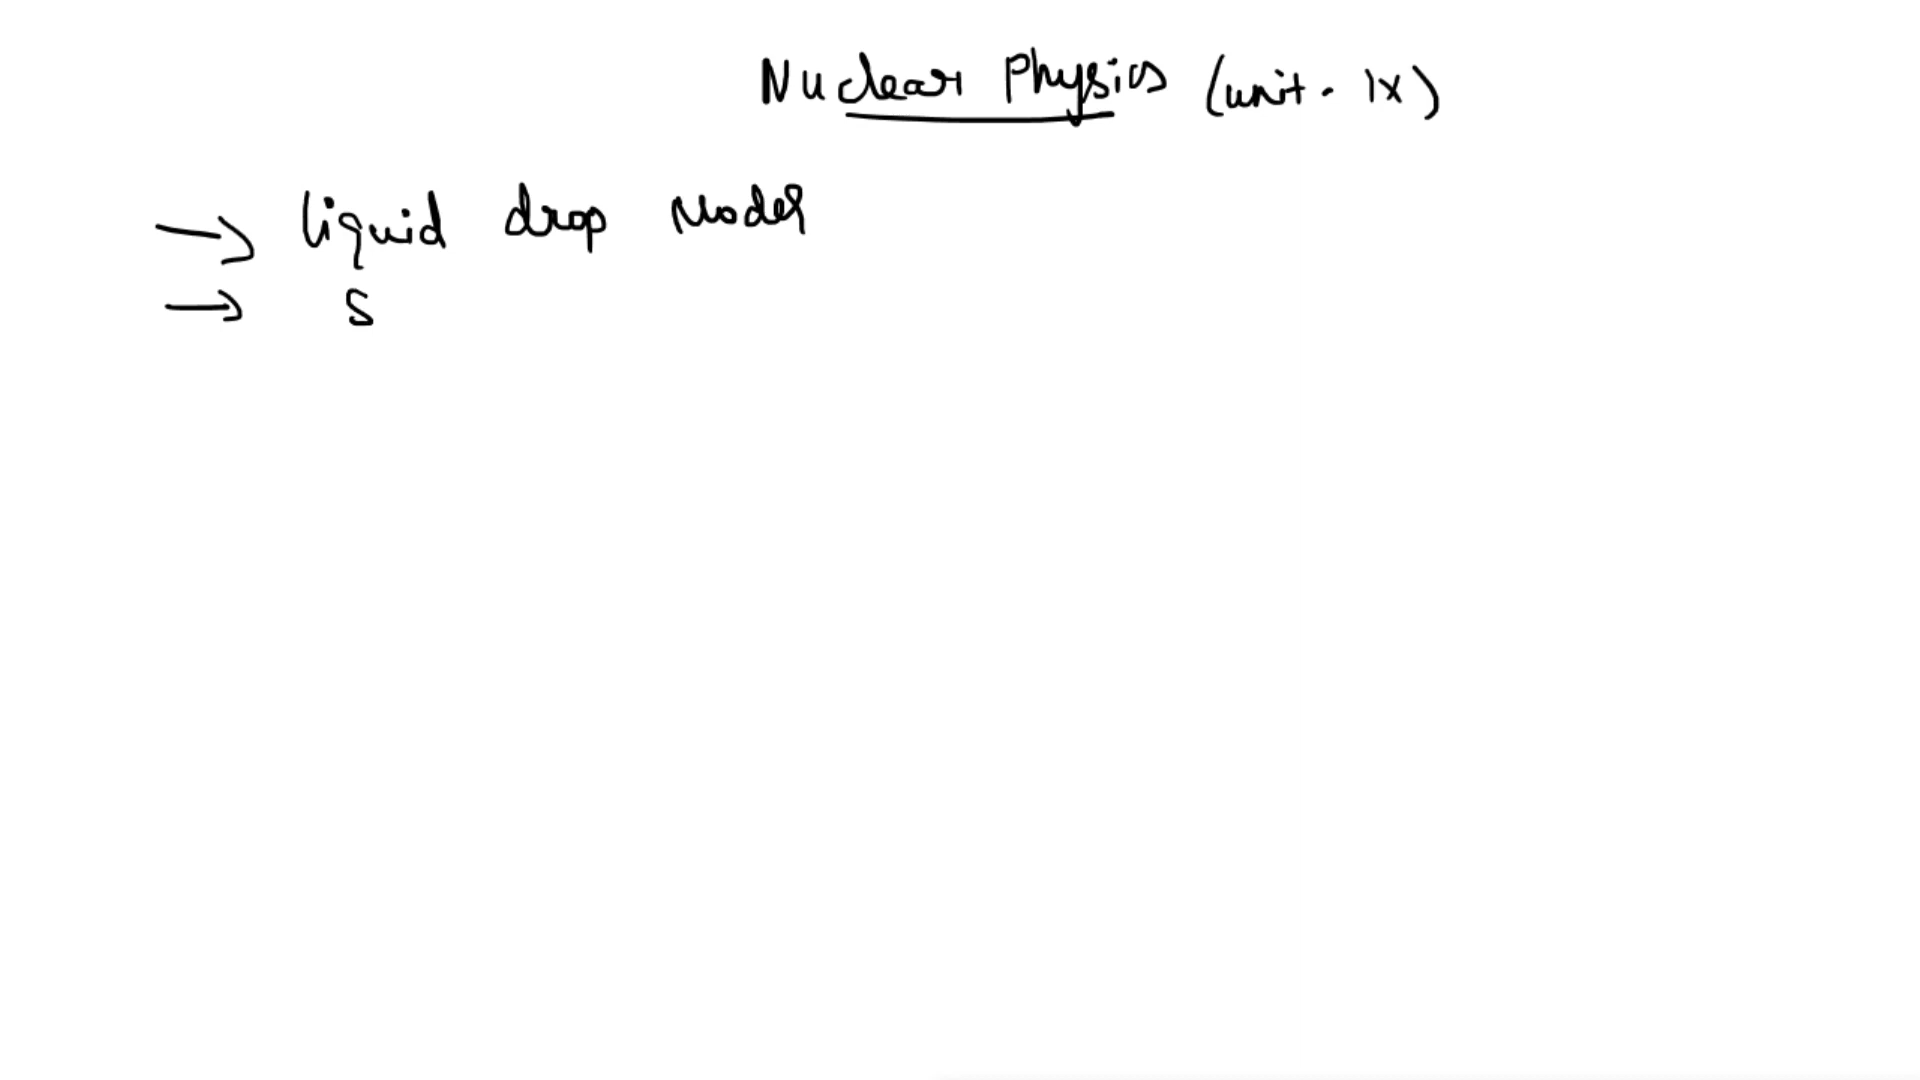 Nuclear Physics (unit - IX)
→ liquid drop Model
→ S